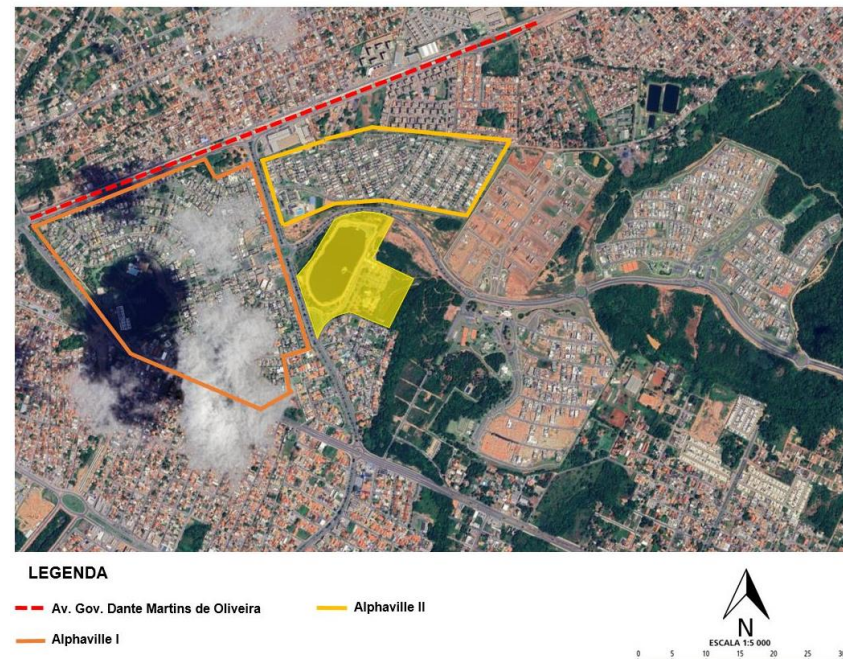 LEGENDA
Av. Gov. Dante Martins de Oliveira
Alphaville II
Alphaville I
N
ESCALA 1:5 000
0 5 10 15 20 25 30